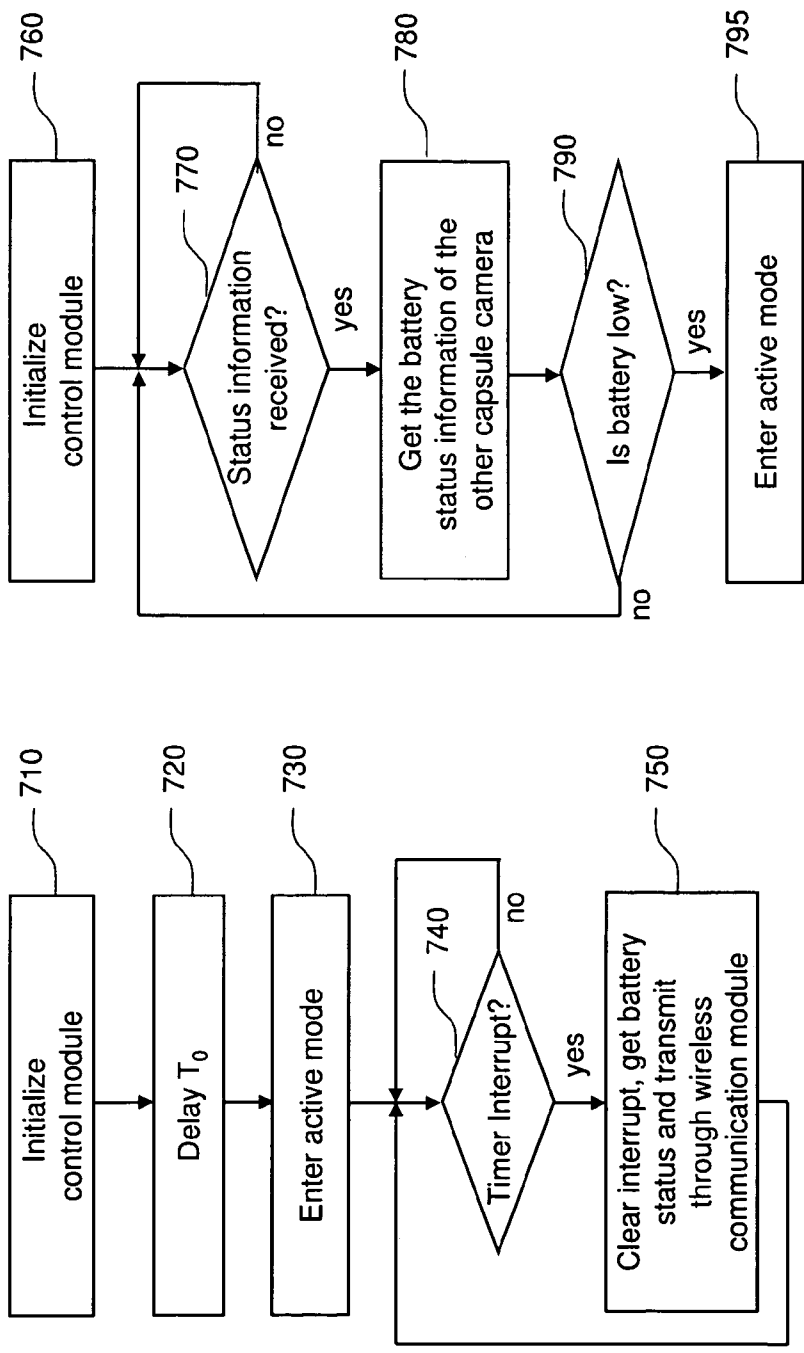 Initialize
control module
710
Delay T0
720
Enter active mode
730
Timer Interrupt?
740
no
yes
Clear interrupt, get battery
status and transmit
through wireless
communication module
750
Initialize
control module
760
Status information
received?
770
no
yes
Get the battery
status information of the
other capsule camera
780
Is battery low?
790
no
yes
Enter active mode
795